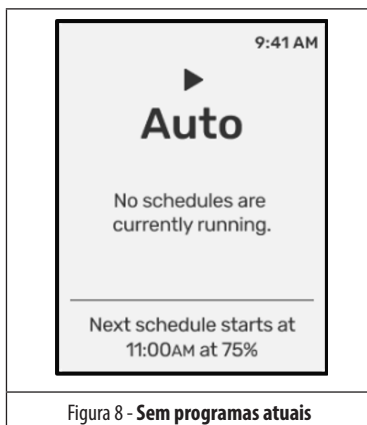 9:41 AM
Auto
No schedules are
currently running.
Next schedule starts at
11:00AM at 75%
Figura 8 - Sem programas atuais